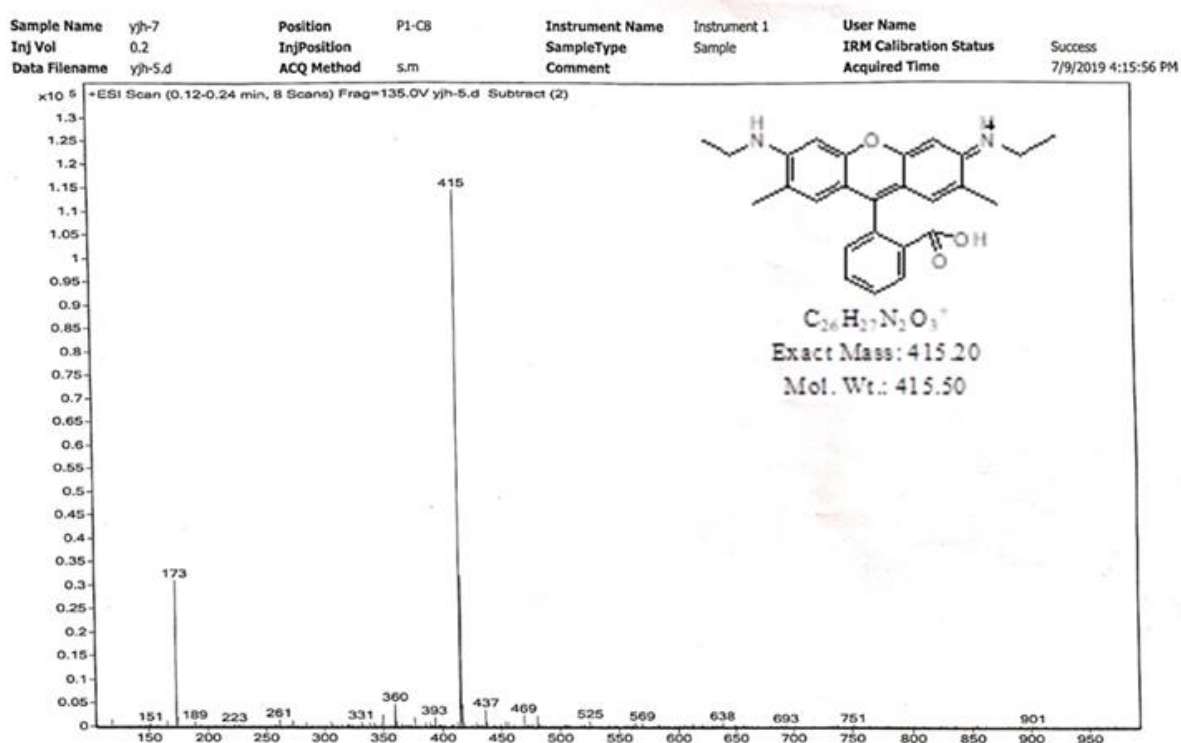 Sample Name yjh-7 Position P1-C8 Instrument Name Instrument 1 User Name
Inj Vol 0.2 InjPosition SampleType Sample IRM Calibration Status Success
Data Filename yjh-5.d ACQ Method s.m Comment Acquired Time 7/9/2019 4:15:56 PM
x10 5 +ESI Scan (0.12-0.24 min, 8 Scans) Frag=135.0V yjh-5.d Subtract (2)
1.3
1.25
1.2
1.15
1.1
1.05
1
0.95
0.9
0.85
0.8
0.75
0.7
0.65
0.6
0.55
0.5
0.45
0.4
0.35
0.3
0.25
0.2
0.15
0.1
0.05
0
415
173
151 189 223 261 331 360 393 437 469 525 569 638 693 751 901
150 200 250 300 350 400 450 500 550 600 650 700 750 800 850 900 950
H
N
O
N
OH
O
C26H27N2O3+
Exact Mass: 415.20
Mol. Wt.: 415.50